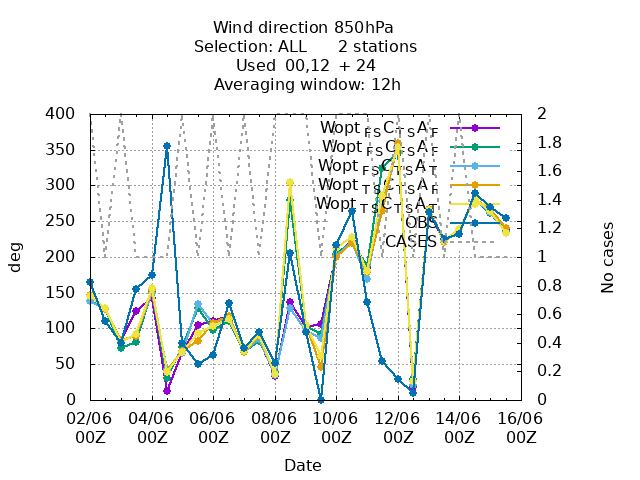 Wind direction 850hPa
Selection: ALL 2 stations
Used 00,12 + 24
Averaging window: 12h
400 2
350 1.8
300 1.6
250 1.4
200 1.2
150 1
100 0.8
50 0.6
0 0.4
0.2
0
deg
No cases
Wopt FS C TS A F
Wopt FS C FS A F
Wopt FS C TS A T
Wopt TS C TS A F
Wopt TS C TS A T
OBS
CASES
02/06 04/06 06/06 08/06 10/06 12/06 14/06 16/06
00Z 00Z 00Z 00Z 00Z 00Z 00Z 00Z
Date